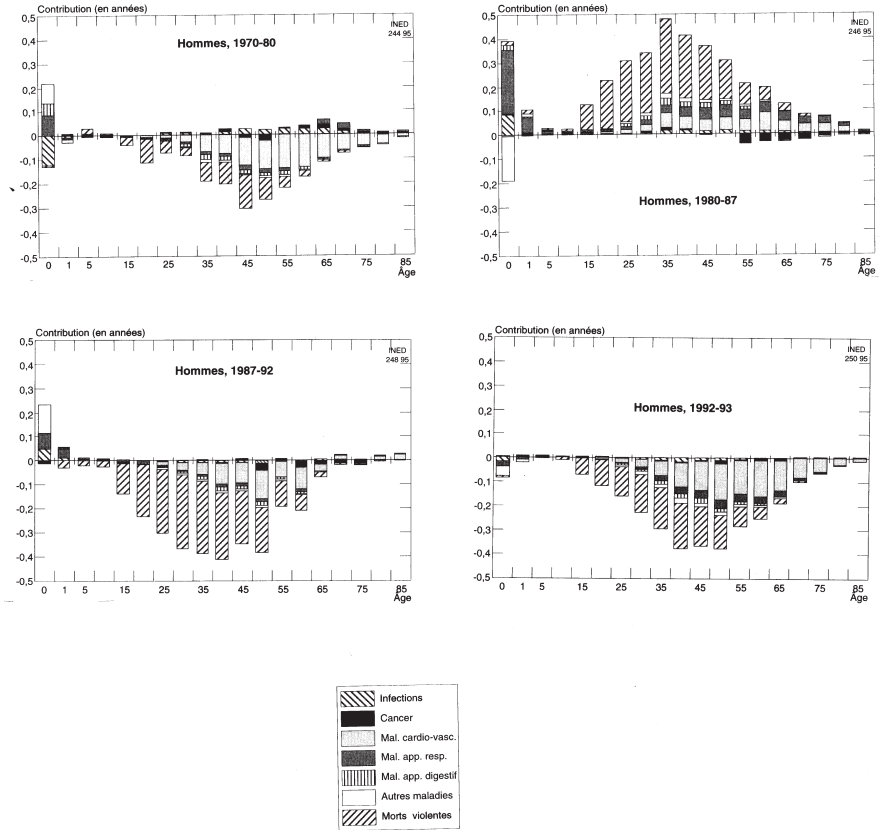 Contribution (en années)
0,5
0,4
0,3
0,2
0,1
0
-0,1
-0,2
-0,3
-0,4
0,5
Hommes, 1970-80
INED
244 95
0 1 5 15 25 35 45 55 65 75 85
Âge
Contribution (en années)
0,5
0,4
0,3
0,2
0,1
0
-0,1
-0,2
-0,3
-0,4
-0,5
INED
246 95
Hommes, 1980-87
0 1 5 15 25 35 45 55 65 75 85
Âge
Contribution (en années)
0,5
0,4
0,3
0,2
0,1
0
-0,1
-0,2
-0,3
-0,4
-0,5
Hommes, 1987-92
INED
248 95
0 1 5 15 25 35 45 55 65 75 85
Âge
Contribution (en années)
0,5
0,4
0,3
0,2
0,1
0
-0,1
-0,2
-0,3
-0,4
-0,5
INED
250 95
Hommes, 1992-93
0 1 5 15 25 35 45 55 65 75 85
Âge
Infections
Cancer
Mal. cardio-vasc.
Mal. app. resp.
Mal. app. digestif
Autres maladies
Morts violentes